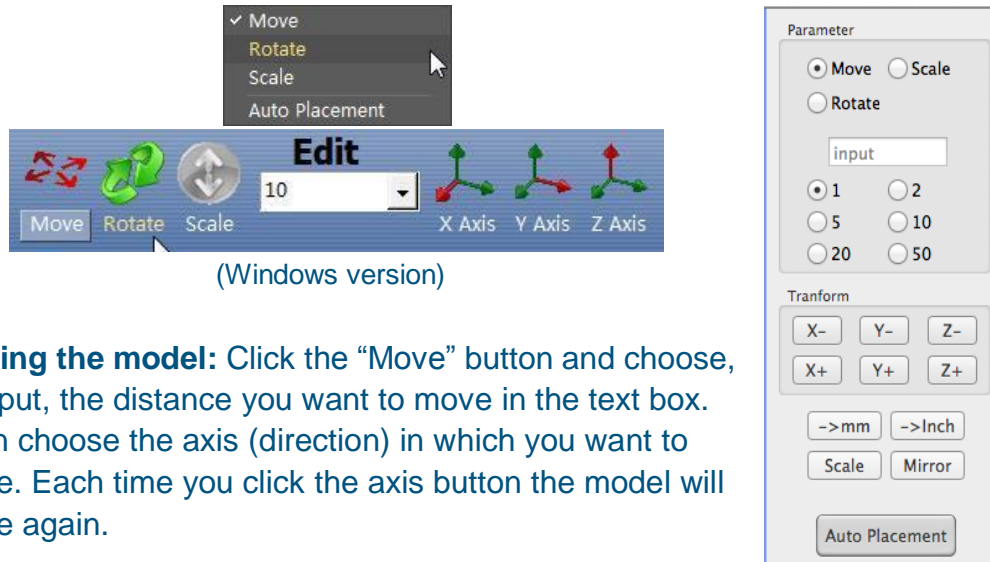 ✓ Move
Rotate
Scale
Auto Placement
Edit
10
Move Rotate Scale
X Axis Y Axis Z Axis
(Windows version)
ing the model: Click the “Move” button and choose,
put, the distance you want to move in the text box.
choose the axis (direction) in which you want to
e. Each time you click the axis button the model will
e again.
Parameter
Move Scale
Rotate
input
1 2
5 10
20 50
Tranform
X- Y- Z-
X+ Y+ Z+
->mm ->Inch
Scale Mirror
Auto Placement